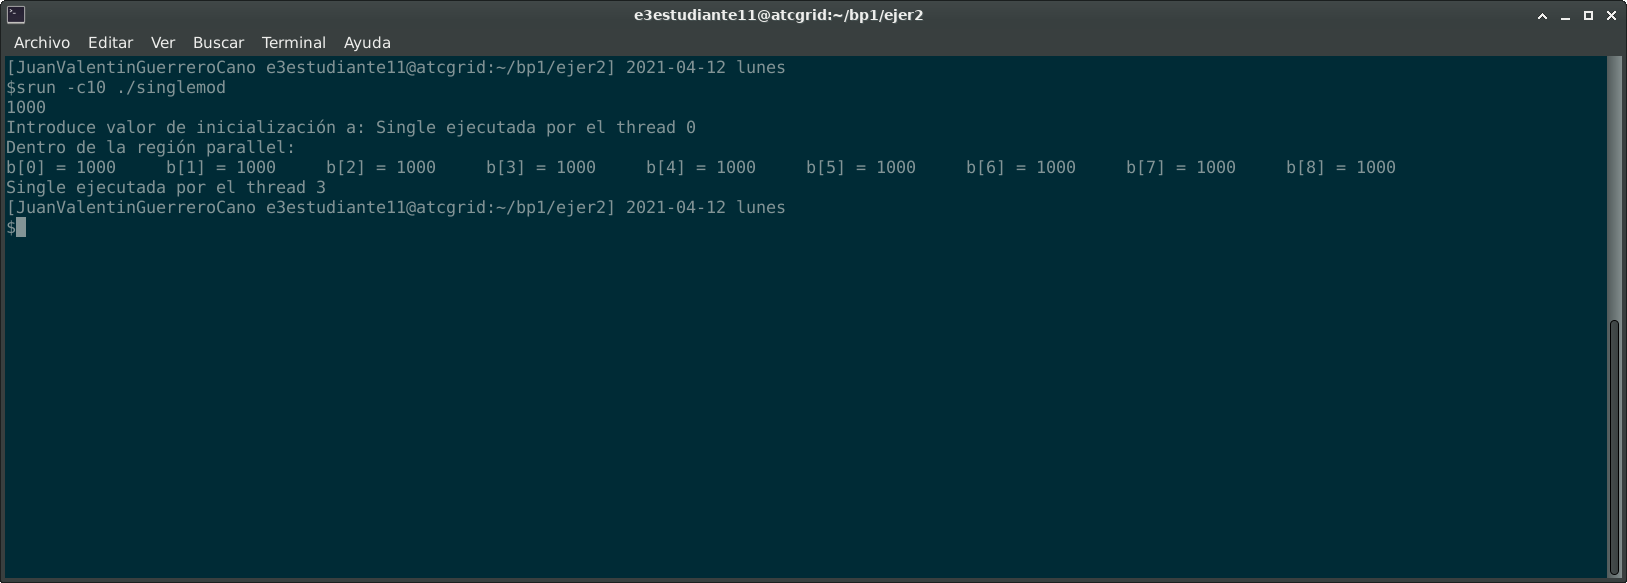 e3estudiante11@atcgrid:~/bp1/ejer2
Archivo Editar Ver Buscar Terminal Ayuda
[JuanValentinGuerreroCano e3estudiante11@atcgrid:~/bp1/ejer2] 2021-04-12 lunes
$srun -c10 ./singlemod
1000
Introduce valor de inicialización a: Single ejecutada por el thread 0
Dentro de la región parallel:
b[0] = 1000     b[1] = 1000     b[2] = 1000     b[3] = 1000     b[4] = 1000     b[5] = 1000     b[6] = 1000     b[7] = 1000     b[8] = 1000
Single ejecutada por el thread 3
[JuanValentinGuerreroCano e3estudiante11@atcgrid:~/bp1/ejer2] 2021-04-12 lunes
$